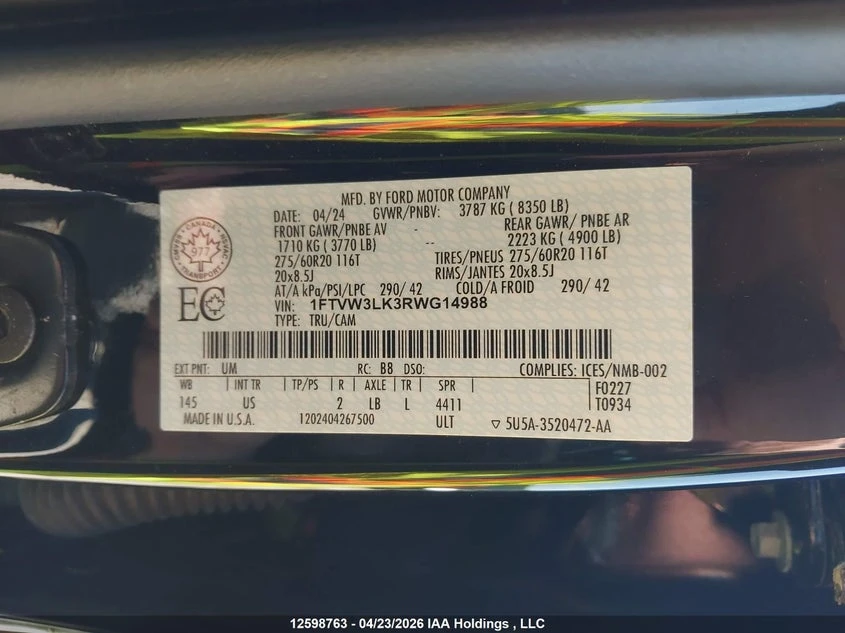 MFD. BY FORD MOTOR COMPANY
DATE: 04/24 GVWR/PNBV: 3787 KG ( 8350 LB)
FRONT GAWR/PNBE AV - REAR GAWR/ PNBE AR
1710 KG ( 3770 LB) -- 2223 KG ( 4900 LB)
275/60R20 116T TIRES/PNEUS 275/60R20 116T
20x8.5J RIMS/JANTES 20x8.5J
AT/A kPa/PSI/LPC 290/ 42 COLD/A FROID 290/ 42
VIN: 1FTVW3LK3RWG14988
TYPE: TRU/CAM
CANADA
977
TRANSPORT
EC
EXT PNT: UM RC: B8 DSO: COMPLIES: ICES/NMB-002
WB INT TR TP/PS R AXLE TR SPR F0227
145 US 2 LB L 4411 T0934
MADE IN U.S.A. 1202404267500 ULT ▽ 5U5A-3520472-AA
12598763 - 04/23/2026 IAA Holdings , LLC